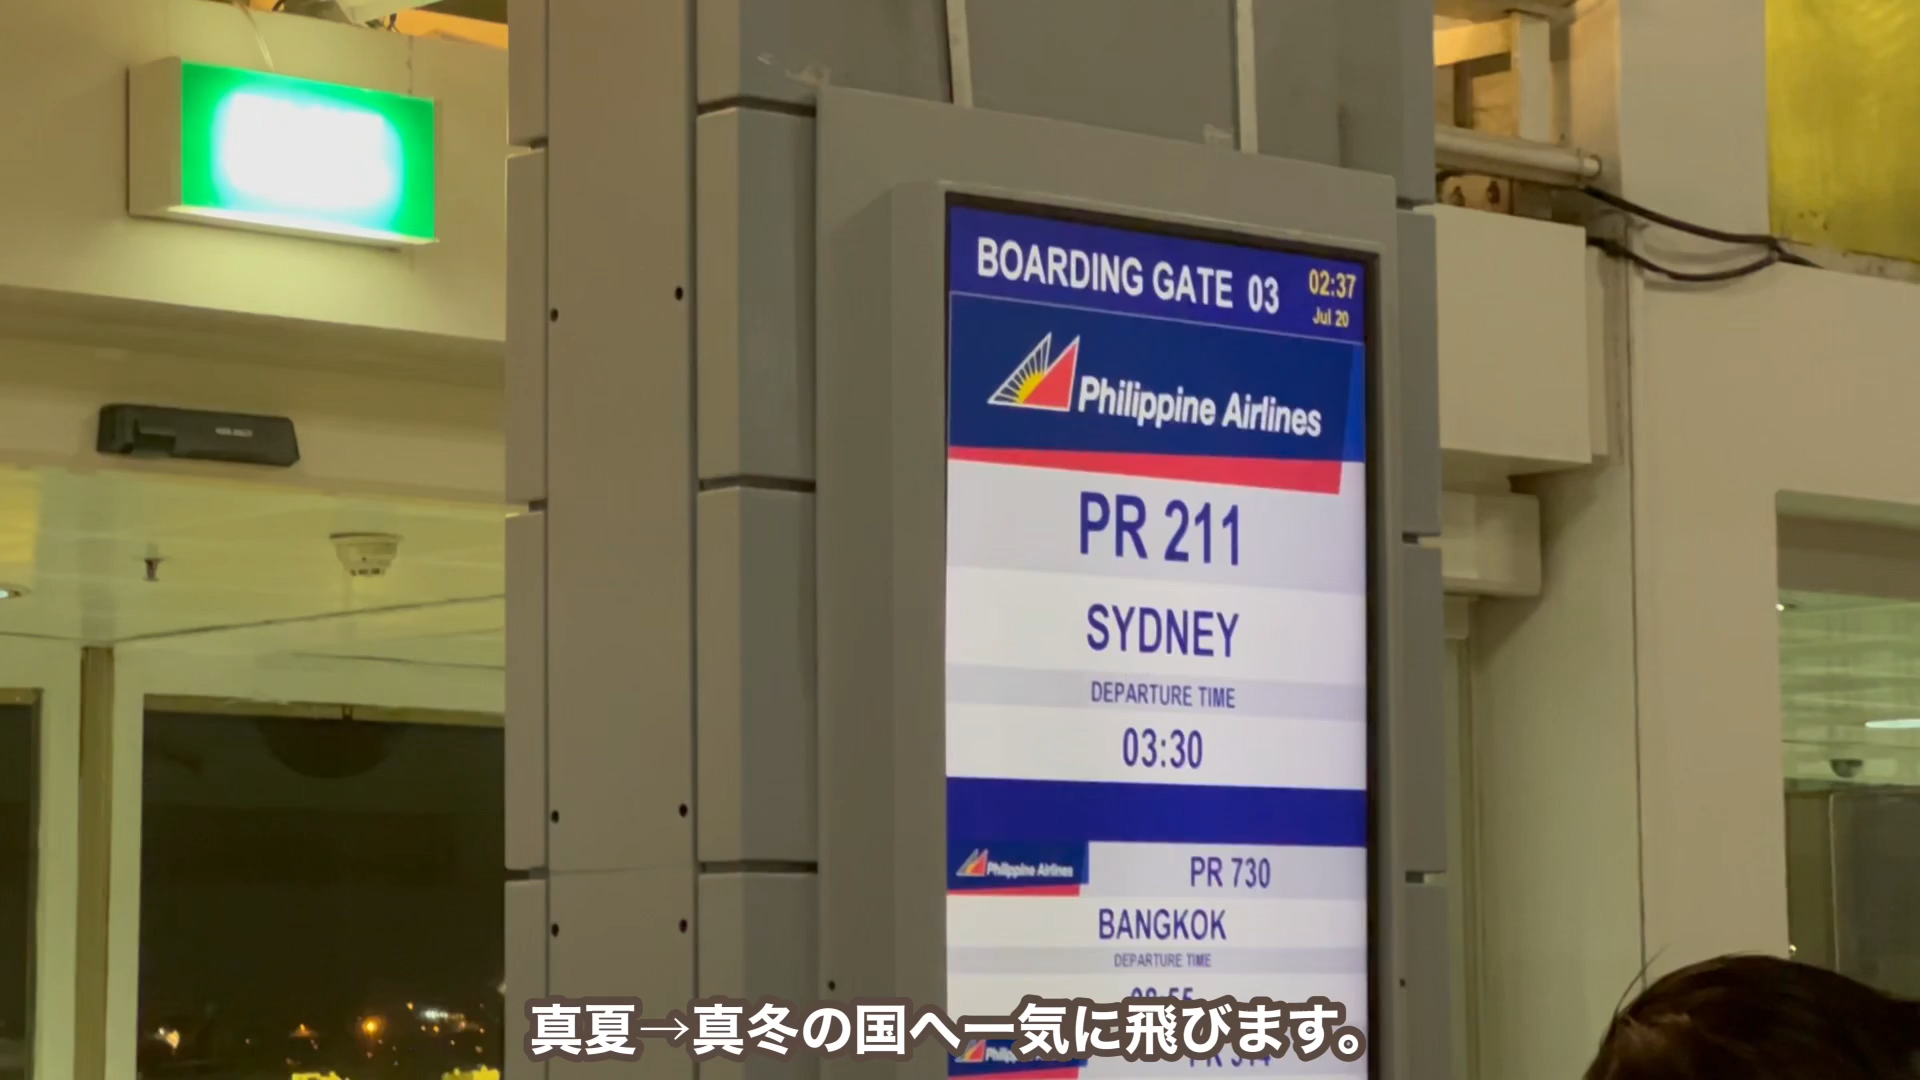 BOARDING GATE 03
02:37
Jul 20
Philippine Airlines
PR 211
SYDNEY
DEPARTURE TIME
03:30
Philippine Airlines
PR 730
BANGKOK
DEPARTURE TIME
真夏→真冬の国へ一気に飛びます。